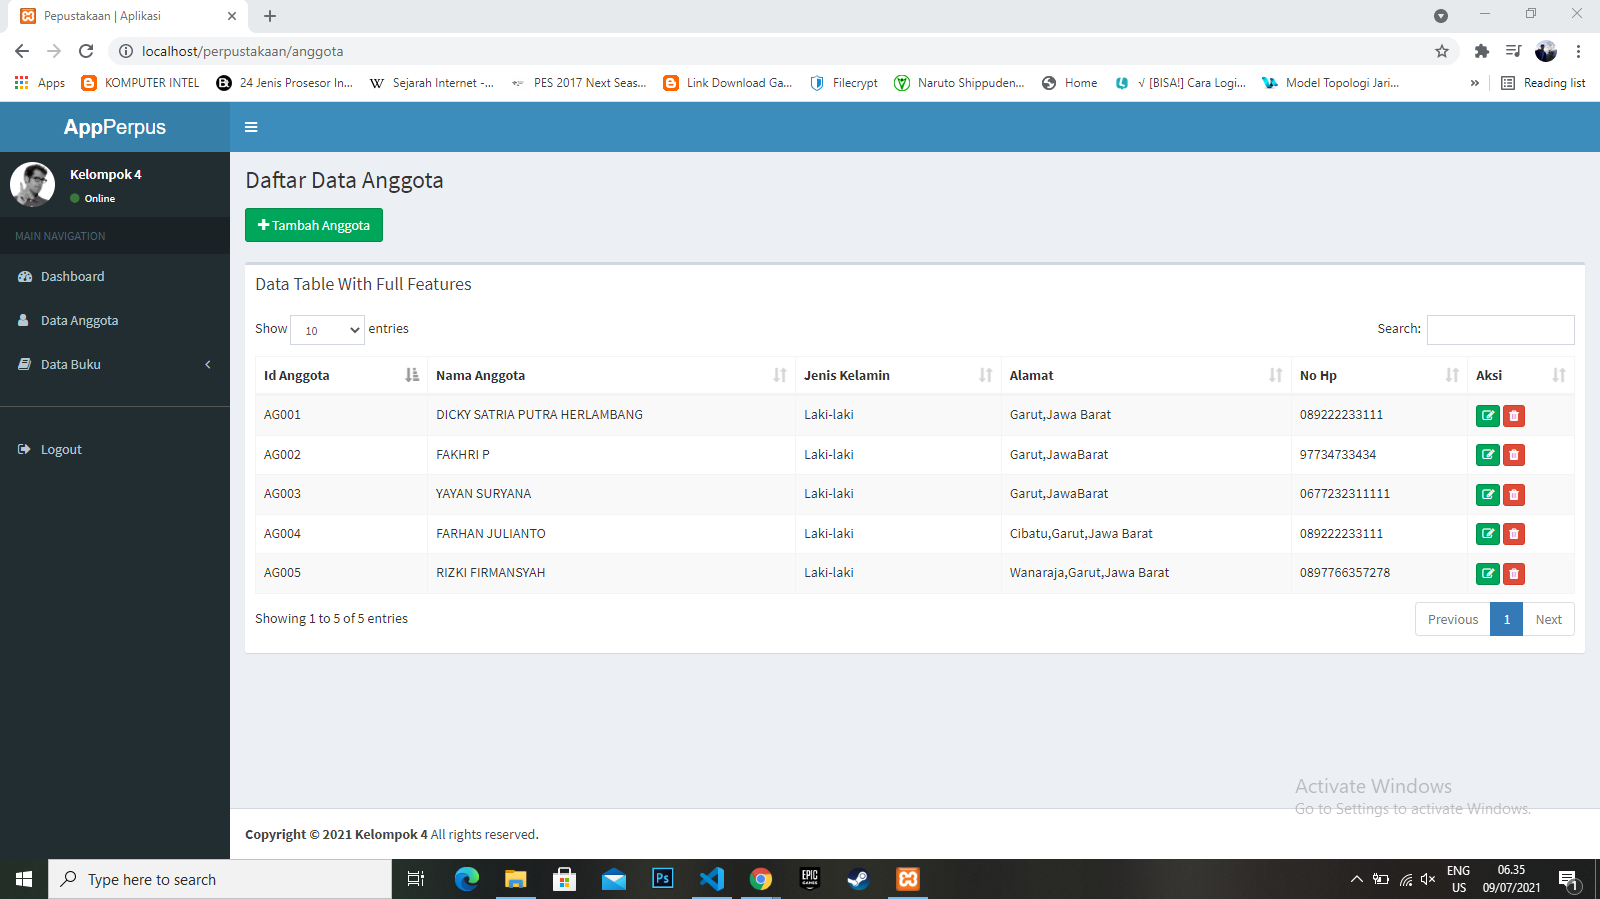 Pepustakaan | Aplikasi
localhost/perpustakaan/anggota
Apps KOMPUTER INTEL 24 Jenis Prosesor In... Sejarah Internet -... PES 2017 Next Seas... Link Download Ga... Filecrypt Naruto Shippuden... Home √ [BISA!] Cara Logi... Model Topologi Jari... » Reading list
AppPerpus
Kelompok 4
Online
MAIN NAVIGATION
Dashboard
Data Anggota
Data Buku
Logout
Daftar Data Anggota
Tambah Anggota
Data Table With Full Features
Show 10 entries Search:
Id Anggota Nama Anggota Jenis Kelamin Alamat No Hp Aksi
AG001 DICKY SATRIA PUTRA HERLAMBANG Laki-laki Garut,Jawa Barat 089222233111
AG002 FAKHRI P Laki-laki Garut,JawaBarat 97734733434
AG003 YAYAN SURYANA Laki-laki Garut,JawaBarat 0677232311111
AG004 FARHAN JULIANTO Laki-laki Cibatu,Garut,Jawa Barat 089222233111
AG005 RIZKI FIRMANSYAH Laki-laki Wanaraja,Garut,Jawa Barat 0897766357278
Showing 1 to 5 of 5 entries Previous 1 Next
Activate Windows
Go to Settings to activate Windows.
Copyright © 2021 Kelompok 4 All rights reserved.
Type here to search
Ps
EPIC
GAMES
ENG
US
06.35
09/07/2021
1